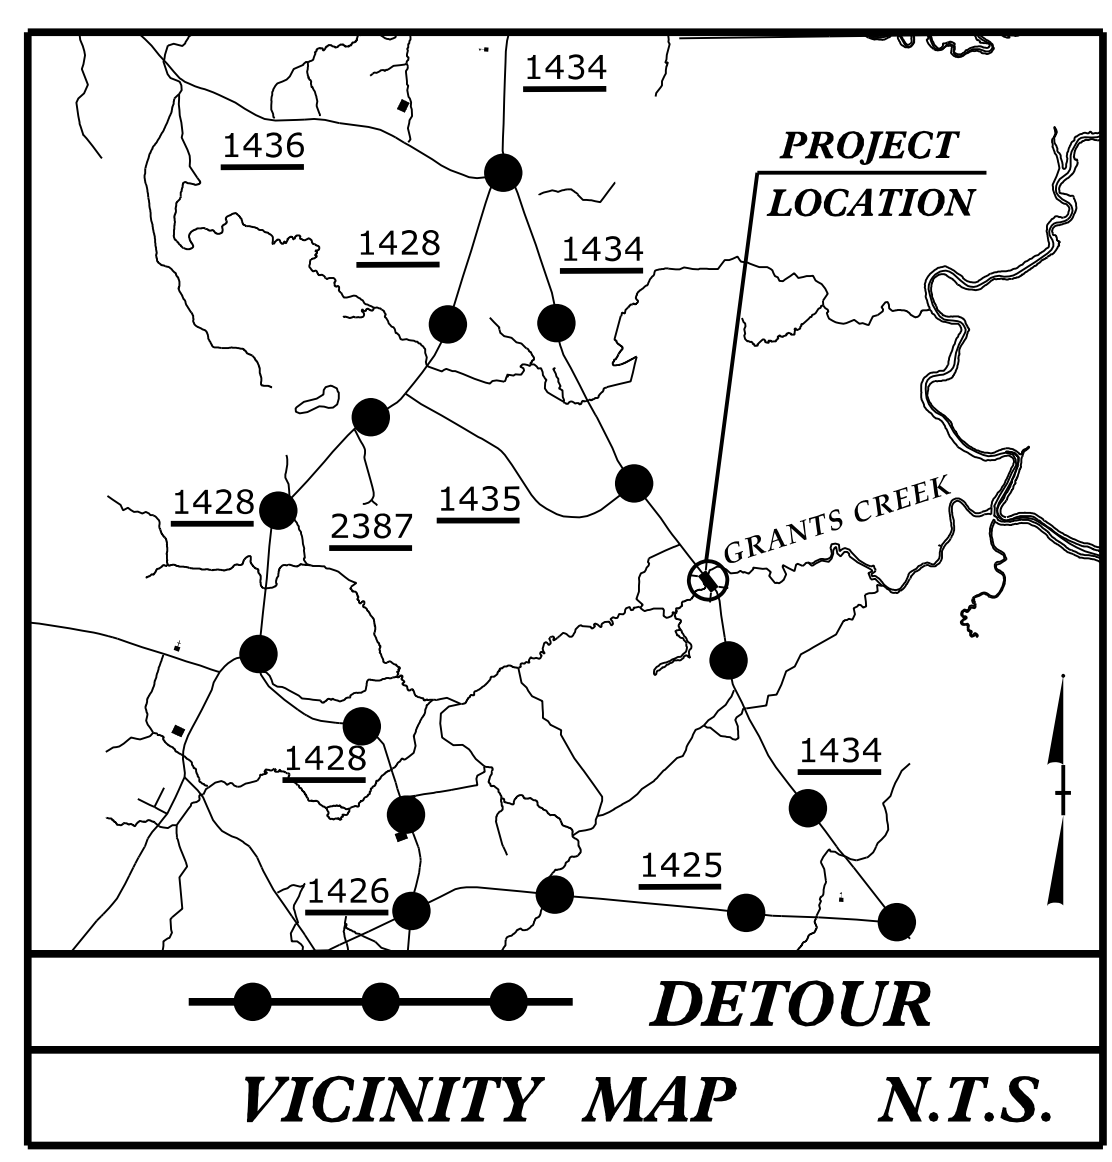 1434
1436
PROJECT
LOCATION
1428
1434
1428
2387
1435
GRANTS CREEK
1428
1434
1426
1425
DETOUR
VICINITY MAP N.T.S.